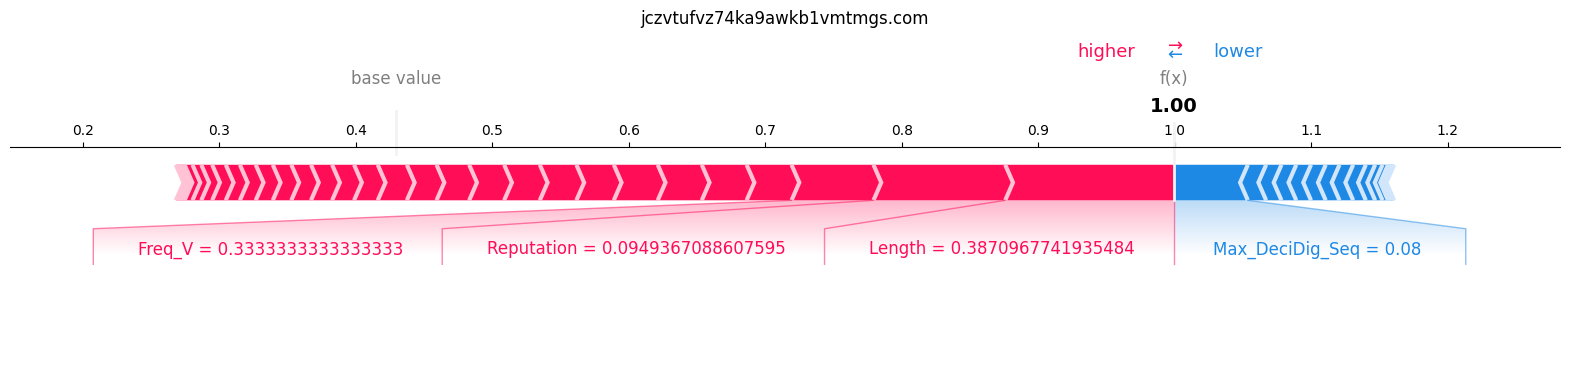 jczvtufvz74ka9awkb1vmtmgs.com
higher ⇄ lower
base value f(x)
1.00
0.2 0.3 0.4 0.5 0.6 0.7 0.8 0.9 1.0 1.1 1.2
Freq_V = 0.3333333333333333 Reputation = 0.0949367088607595 Length = 0.3870967741935484 Max_DeciDig_Seq = 0.08